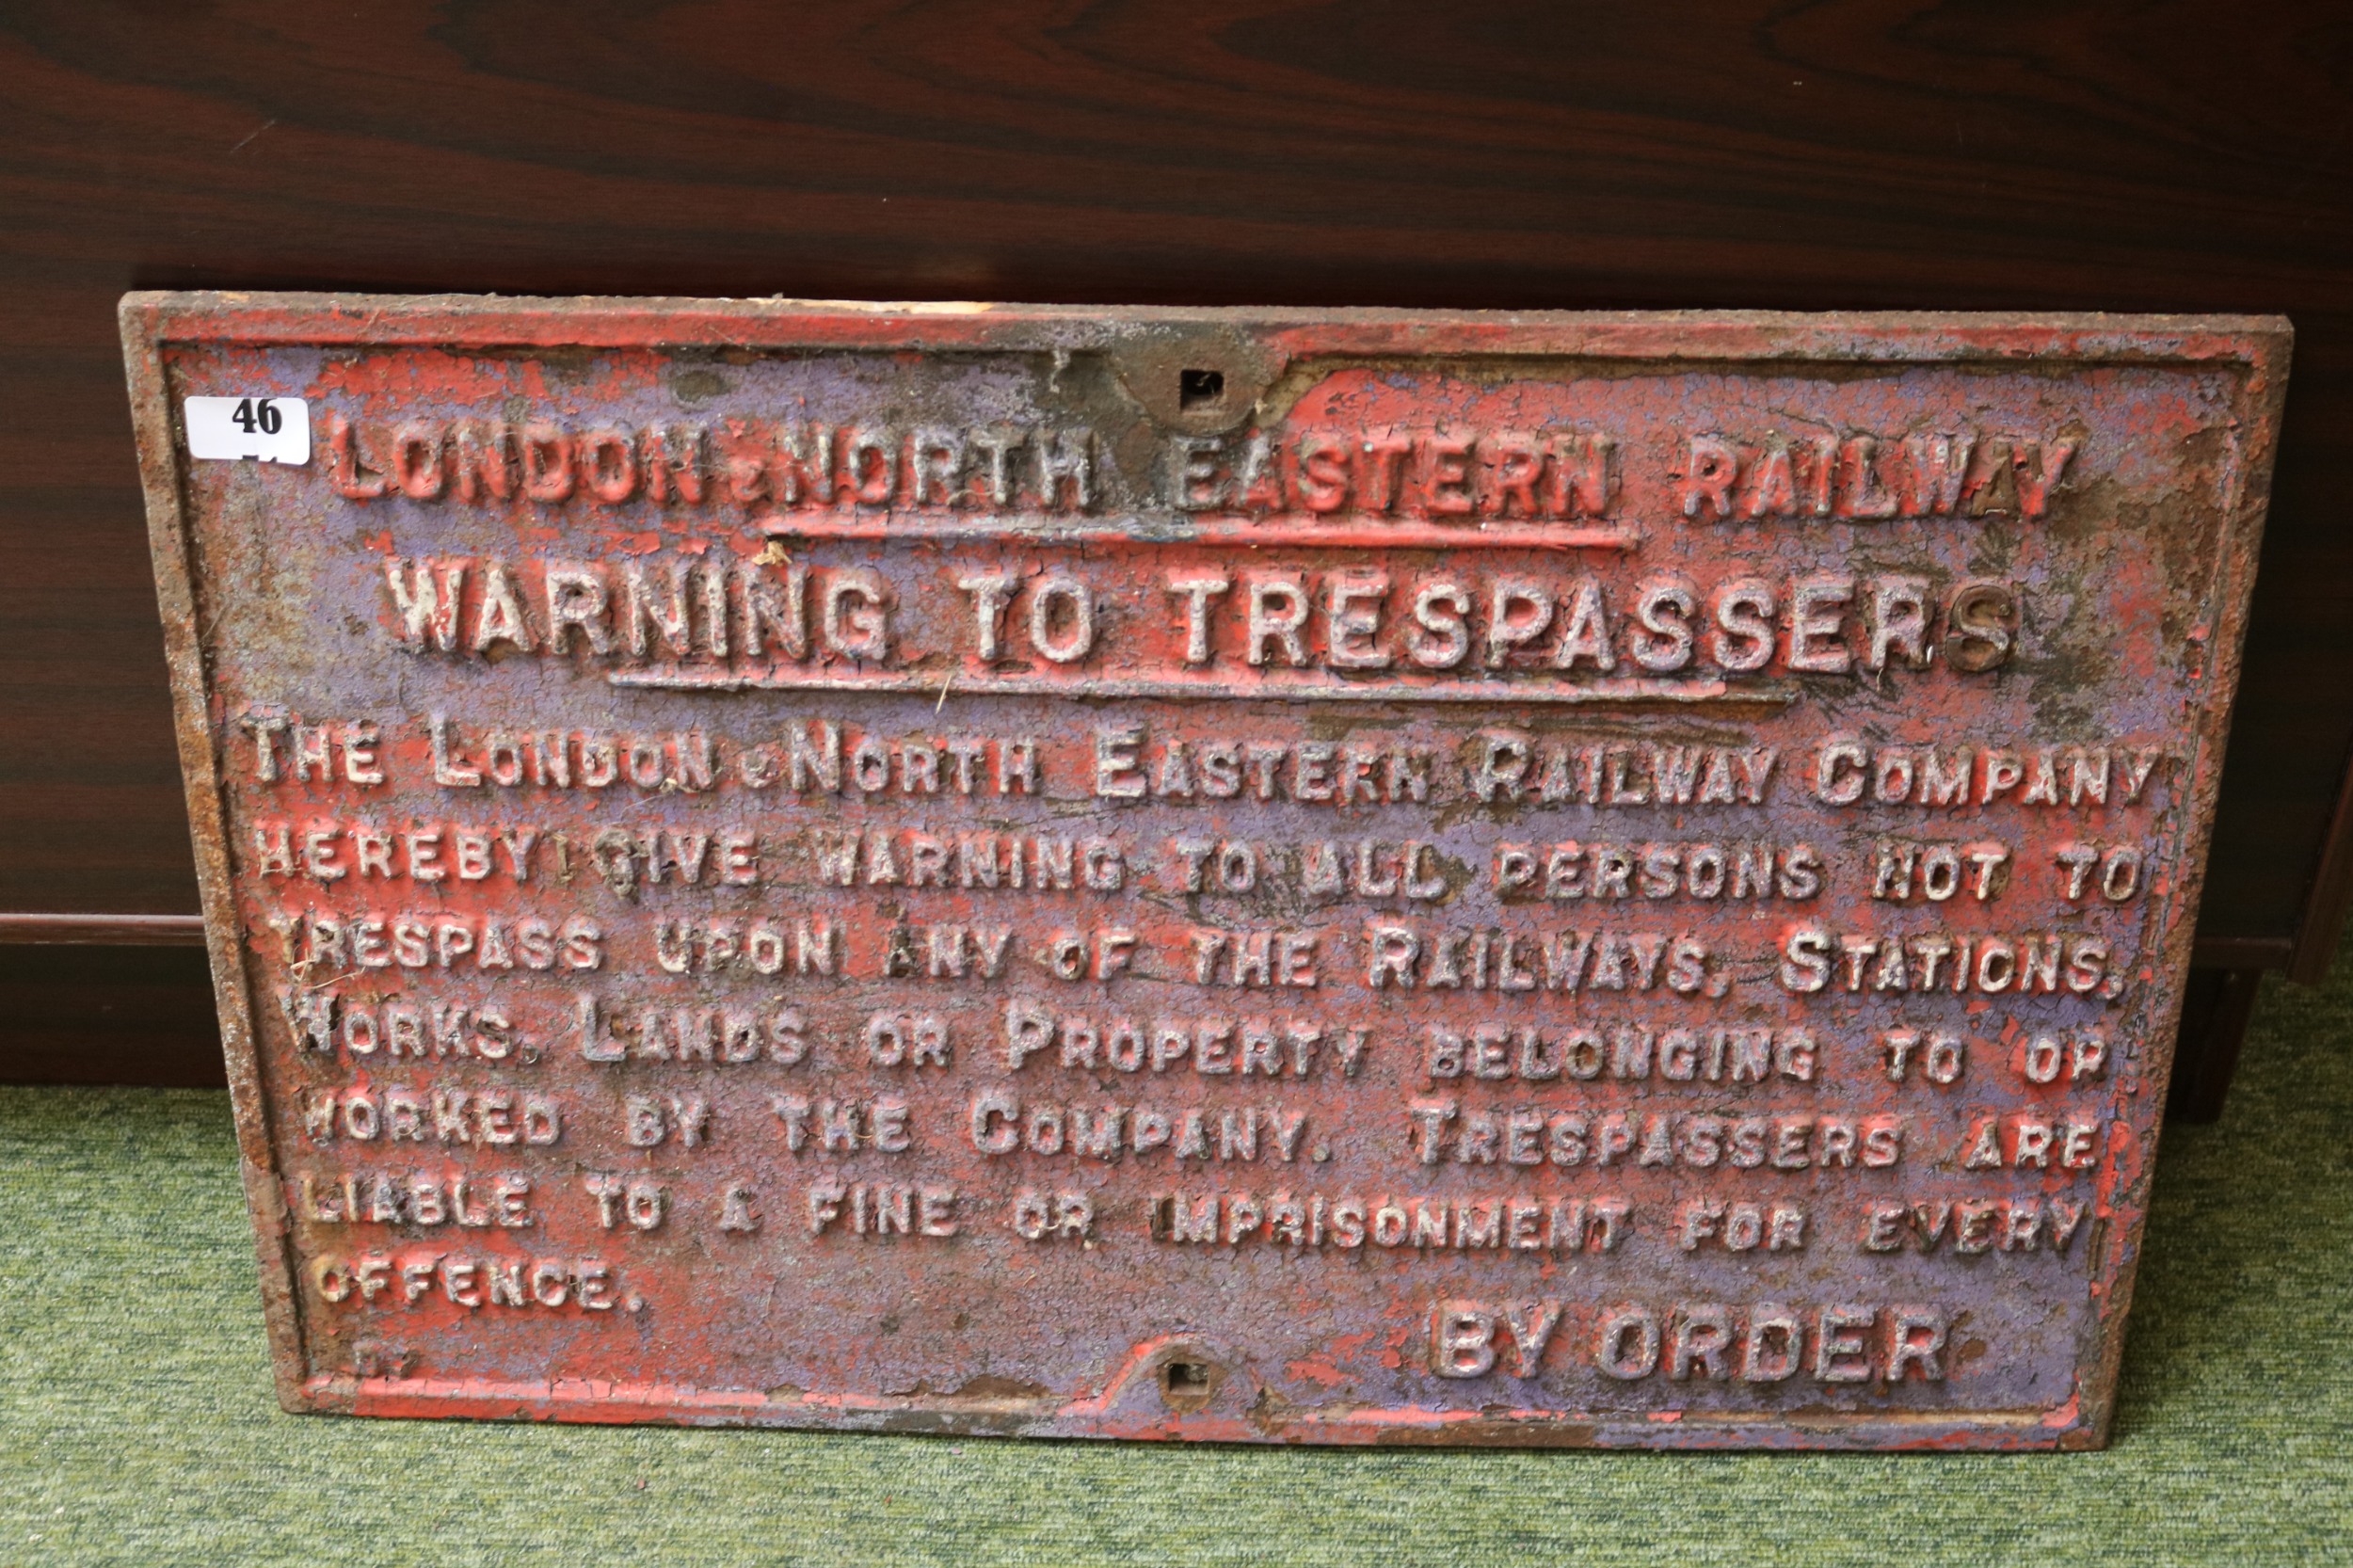 46
LONDON & NORTH EASTERN RAILWAY
WARNING TO TRESPASSERS
THE LONDON & NORTH EASTERN RAILWAY COMPANY
HEREBY GIVE WARNING TO ALL PERSONS NOT TO
TRESPASS UPON ANY OF THE RAILWAYS, STATIONS,
WORKS, LANDS OR PROPERTY BELONGING TO OR
WORKED BY THE COMPANY. TRESPASSERS ARE
LIABLE TO A FINE OR IMPRISONMENT FOR EVERY
OFFENCE.
BY ORDER